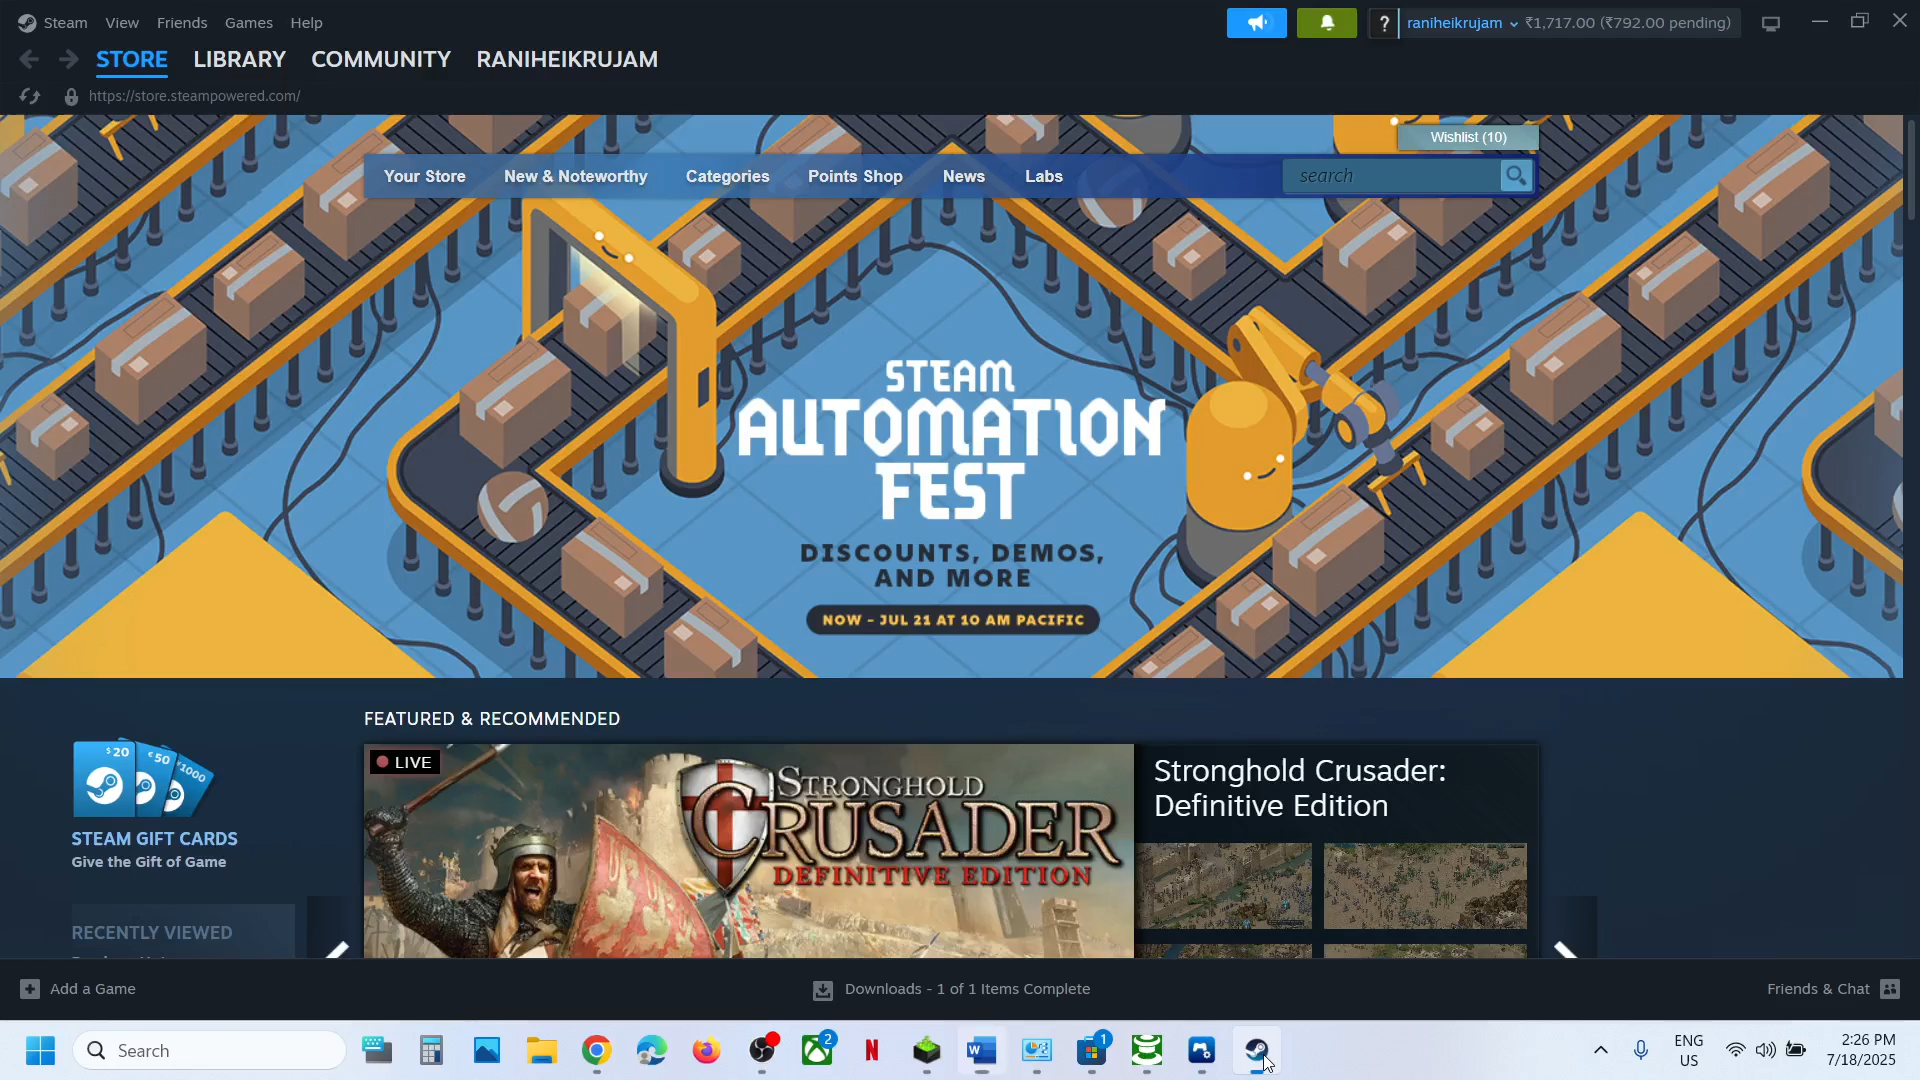 Steam View Friends Games Help
? raniheikrujam ₹1,717.00 (₹792.00 pending)
STORE LIBRARY COMMUNITY RANIHEIKRUJAM
https://store.steampowered.com/
Wishlist (10)
Your Store New & Noteworthy Categories Points Shop News Labs search
STEAM
AUTOMATION
FEST
DISCOUNTS, DEMOS,
AND MORE
NOW - JUL 21 AT 10 AM PACIFIC
FEATURED & RECOMMENDED
LIVE
STRONGHOLD
CRUSADER
DEFINITIVE EDITION
Stronghold Crusader:
Definitive Edition
$20 €50 ¥1000
STEAM GIFT CARDS
Give the Gift of Game
RECENTLY VIEWED
Add a Game Downloads - 1 of 1 Items Complete Friends & Chat
Search 2 N W 1 ENG
US
2:26 PM
7/18/2025